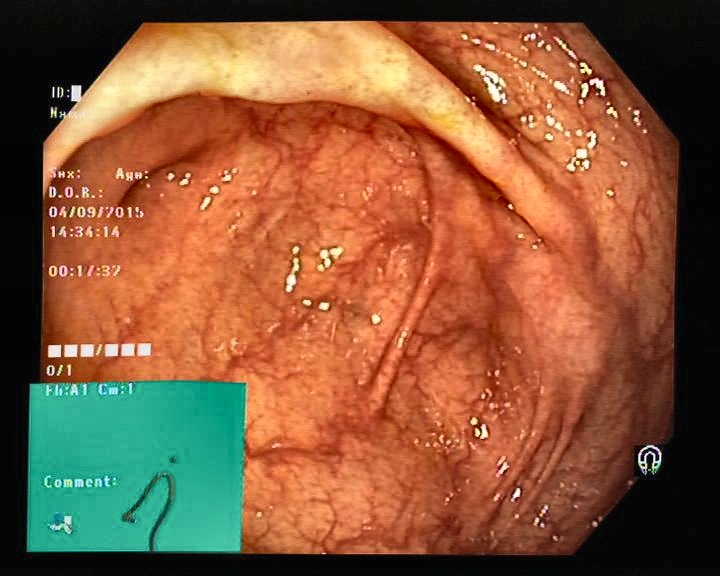 ID:
Name:
Sex: Age:
D.O.B.:
04/09/2015
14:34:14
00:17:37
0/1
Eh:A1 Cm:1
Comment: